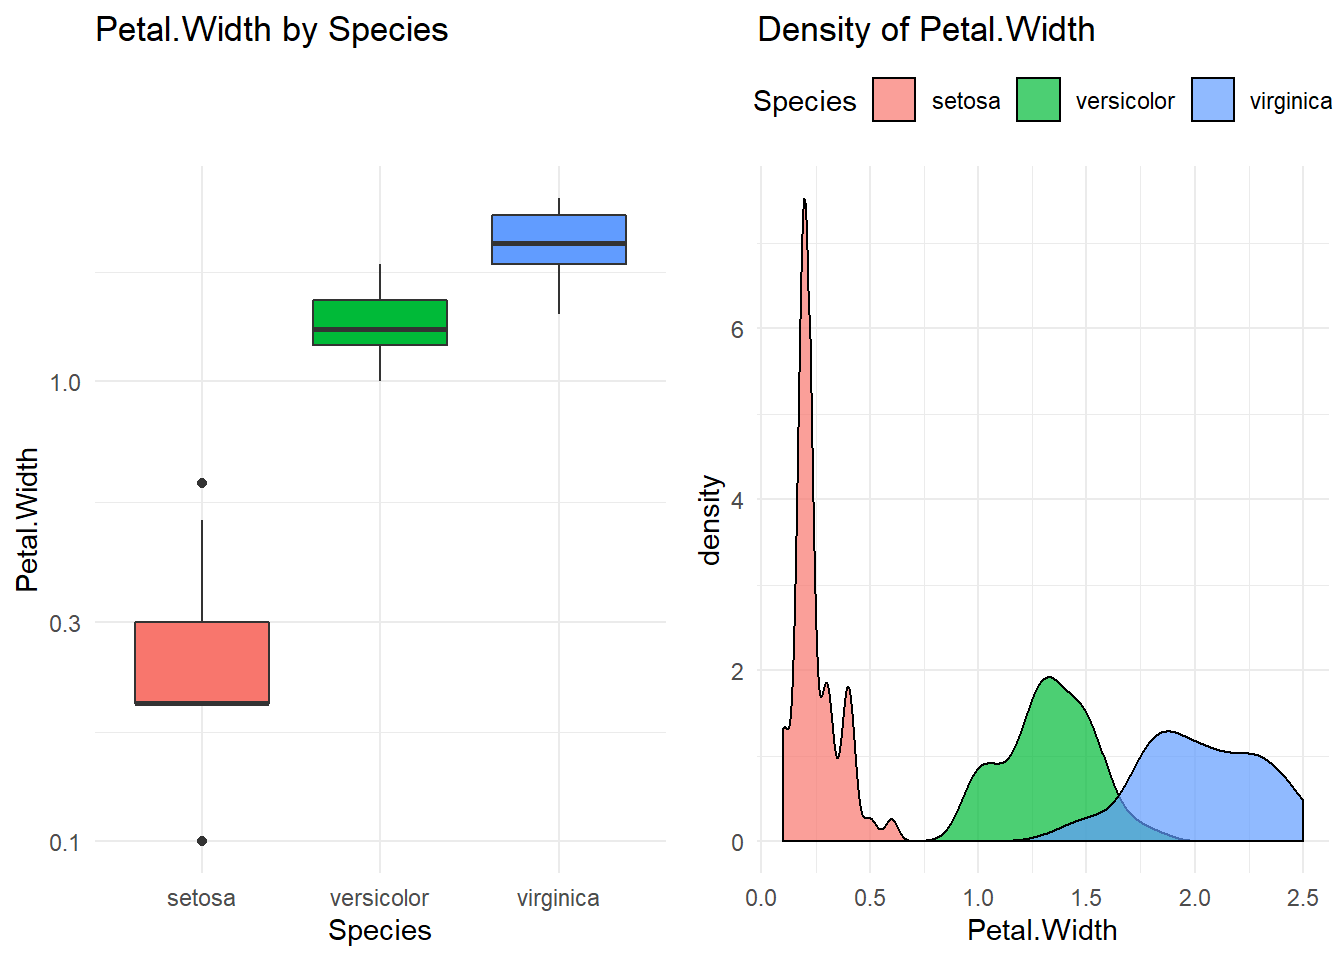 Petal.Width by Species
Petal.Width
1.0
0.3
0.1
setosa versicolor virginica
Species
Density of Petal.Width
Species setosa versicolor virginica
density
6
4
2
0
0.0 0.5 1.0 1.5 2.0 2.5
Petal.Width